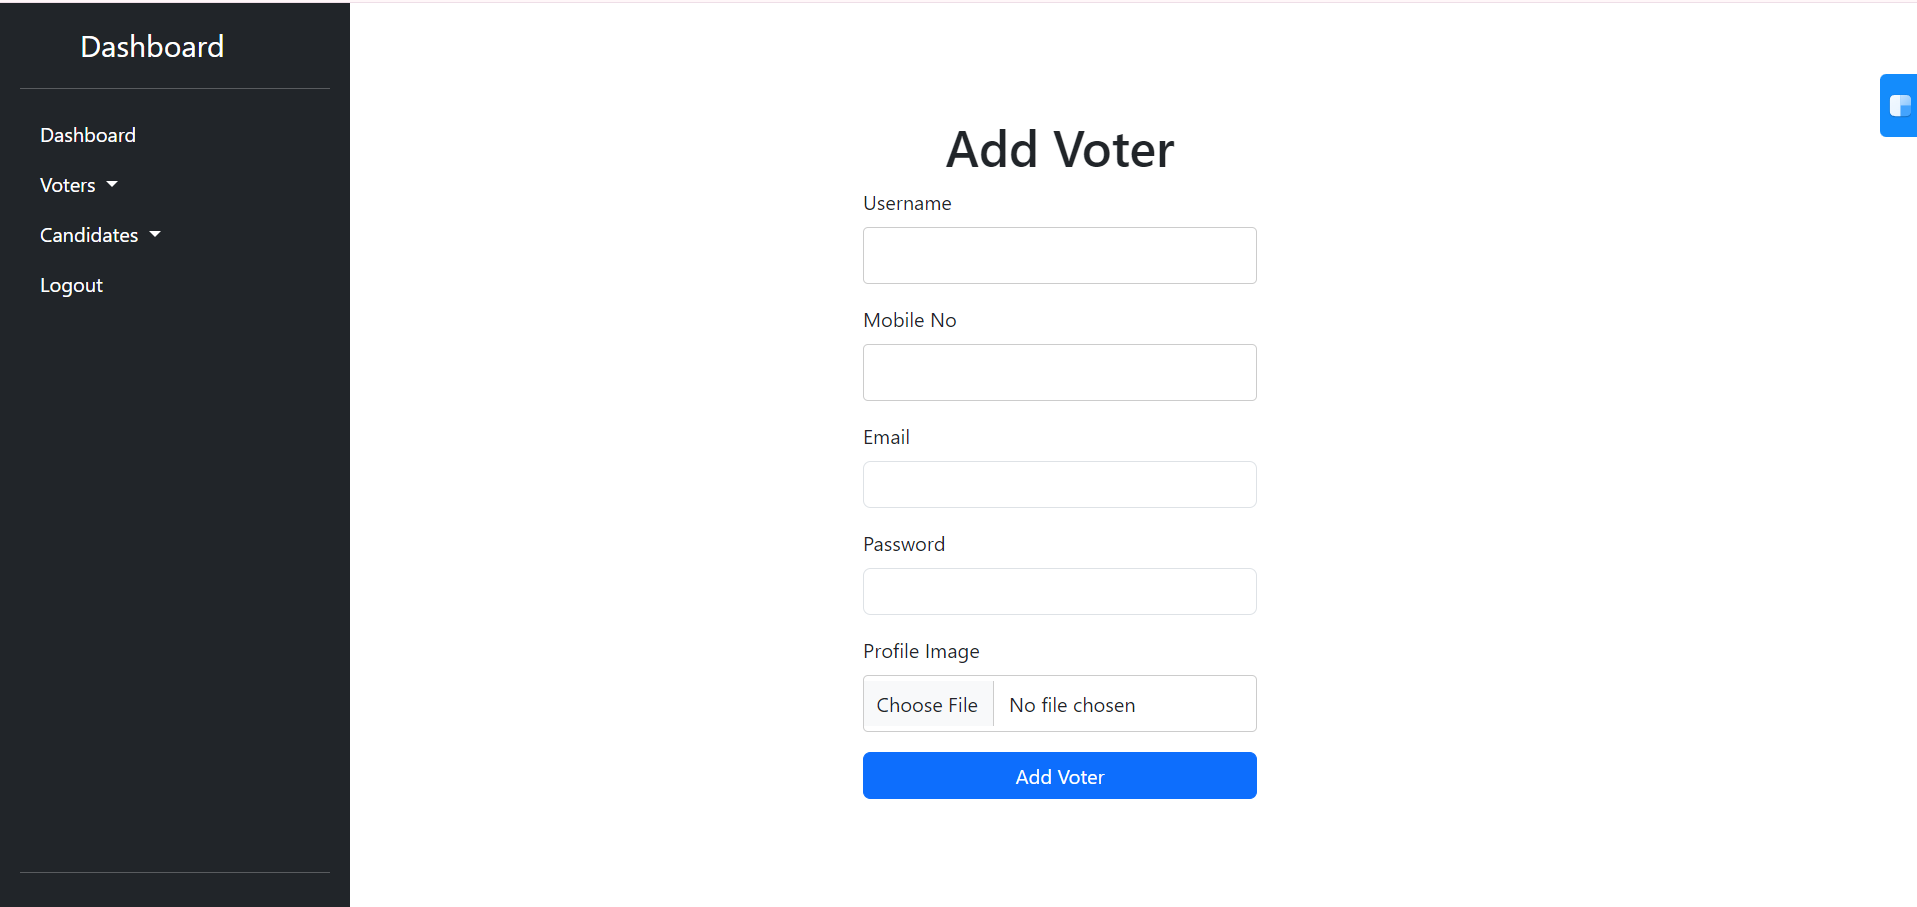 Dashboard
Dashboard
Voters
Candidates
Logout
Add Voter
Username
Mobile No
Email
Password
Profile Image
Choose File No file chosen
Add Voter